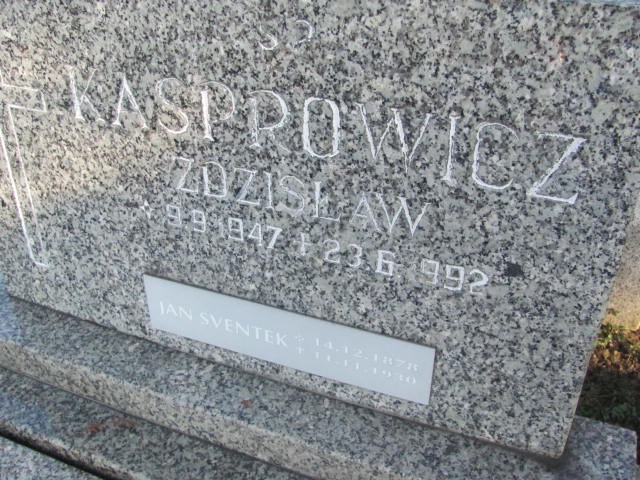 KASPROWICZ
ZDZISŁAW
* 9.9.1947 † 23.6.1992
JAN SVENTEK * 14.12.1878
† 11.11.1930